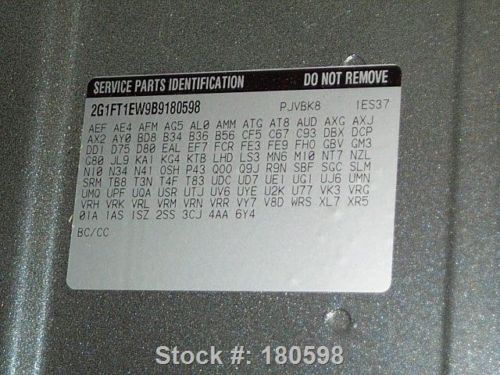 SERVICE PARTS IDENTIFICATION DO NOT REMOVE
2G1FT1EW9B9180598 PJVBK8 1ES37
AEF AE4 AFM AG5 AL0 AMM ATG AT8 AUD AXG AXJ
AX2 AY0 BD8 B34 B36 B56 CF5 C67 C93 DBX DCP
DD1 D75 D80 EAL EF7 FCR FE3 FE9 FHO GBV GM3
G80 JL9 KA1 KG4 KTB LHD LS3 MN6 M10 NT7 NZL
N10 N34 N41 OSH P43 Q00 Q9J R9N SBF SGC SLM
SRM TB8 T3N T4F T83 UDC UD7 UE1 UG1 UJ6 UMN
UMO UPF UQA USR UVD UV6 UYE U2K U77 VK3 VRG
VRH VRK VRL VRM VRN VRR VY7 V8D WRS XL7 XR5
01A 1AS 1SZ 2SS 3CJ 4AA 6Y4
BC/CC
Stock #: 180598